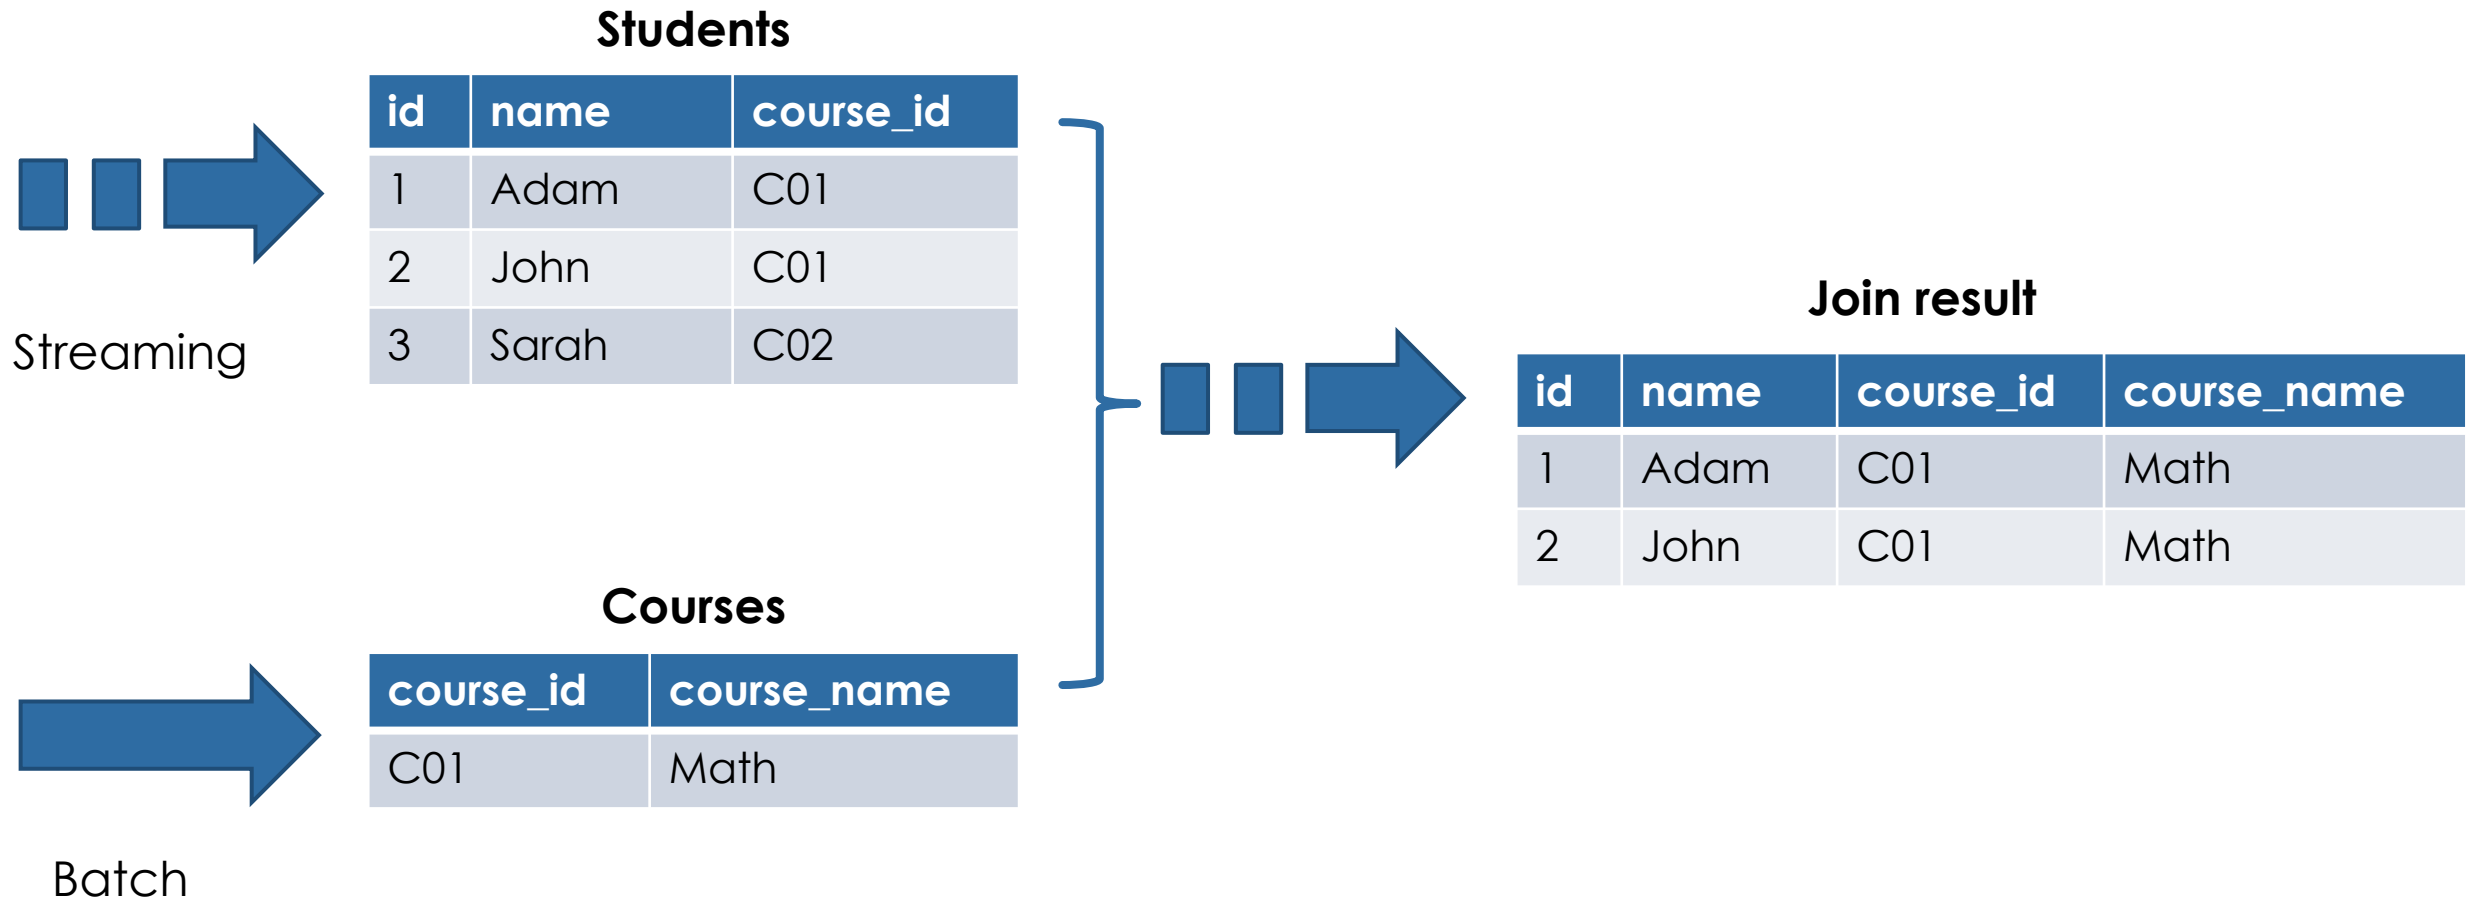 Students
id name course_id
1 Adam C01
2 John C01
3 Sarah C02
Streaming
Courses
course_id course_name
C01 Math
Batch
Join result
id name course_id course_name
1 Adam C01 Math
2 John C01 Math